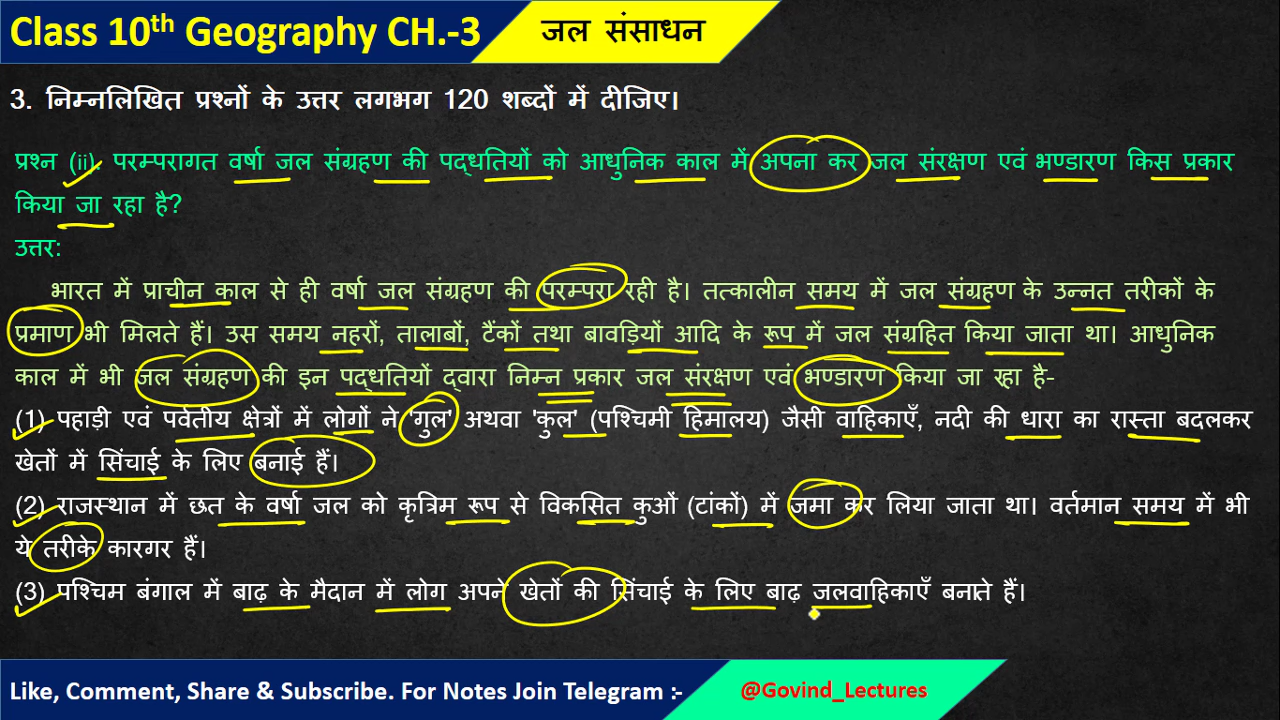 Class 10th Geography CH.-3
जल संसाधन
3. निम्नलिखित प्रश्नों के उत्तर लगभग 120 शब्दों में दीजिए।
प्रश्न (ii). परम्परागत वर्षा जल संग्रहण की पद्धतियों को आधुनिक काल में अपना कर जल संरक्षण एवं भण्डारण किस प्रकार
किया जा रहा है?
उत्तर:
भारत में प्राचीन काल से ही वर्षा जल संग्रहण की परम्परा रही है। तत्कालीन समय में जल संग्रहण के उन्नत तरीकों के
प्रमाण भी मिलते हैं। उस समय नहरों, तालाबों, टैंकों तथा बावड़ियों आदि के रूप में जल संग्रहित किया जाता था। आधुनिक
काल में भी जल संग्रहण की इन पद्धतियों द्वारा निम्न प्रकार जल संरक्षण एवं भण्डारण किया जा रहा है-
(1) पहाड़ी एवं पर्वतीय क्षेत्रों में लोगों ने 'गुल' अथवा 'कुल' (पश्चिमी हिमालय) जैसी वाहिकाएँ, नदी की धारा का रास्ता बदलकर
खेतों में सिंचाई के लिए बनाई हैं।
(2) राजस्थान में छत के वर्षा जल को कृत्रिम रूप से विकसित कुओं (टांकों) में जमा कर लिया जाता था। वर्तमान समय में भी
ये तरीके कारगर हैं।
(3) पश्चिम बंगाल में बाढ़ के मैदान में लोग अपने खेतों की सिंचाई के लिए बाढ़ जलवाहिकाएँ बनाते हैं।
Like, Comment, Share & Subscribe. For Notes Join Telegram :-
@Govind_Lectures